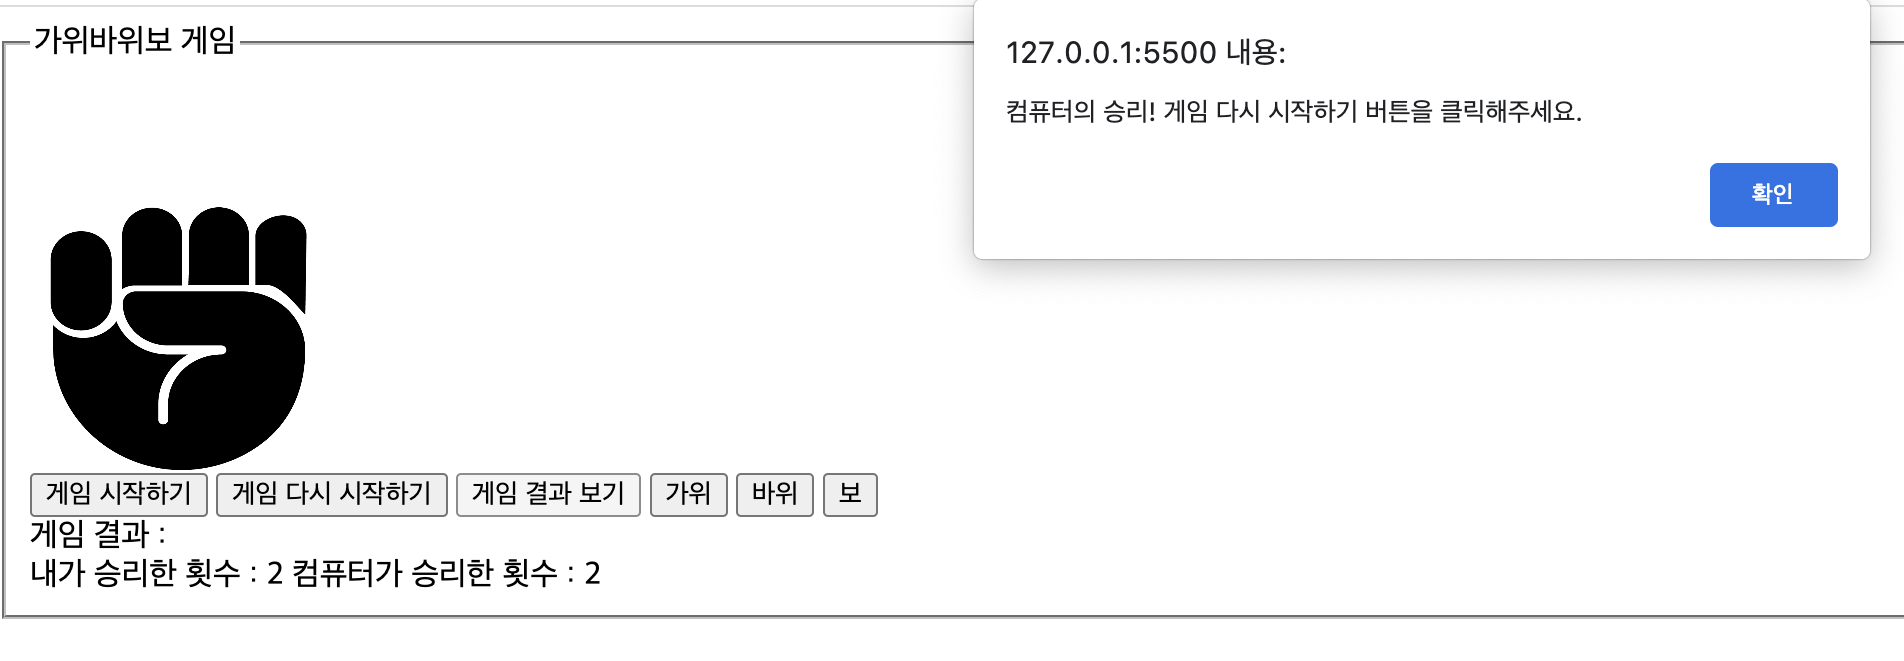 가위바위보 게임
127.0.0.1:5500 내용:
컴퓨터의 승리! 게임 다시 시작하기 버튼을 클릭해주세요.
확인
게임 시작하기 게임 다시 시작하기 게임 결과 보기 가위 바위 보
게임 결과 :
내가 승리한 횟수 : 2 컴퓨터가 승리한 횟수 : 2